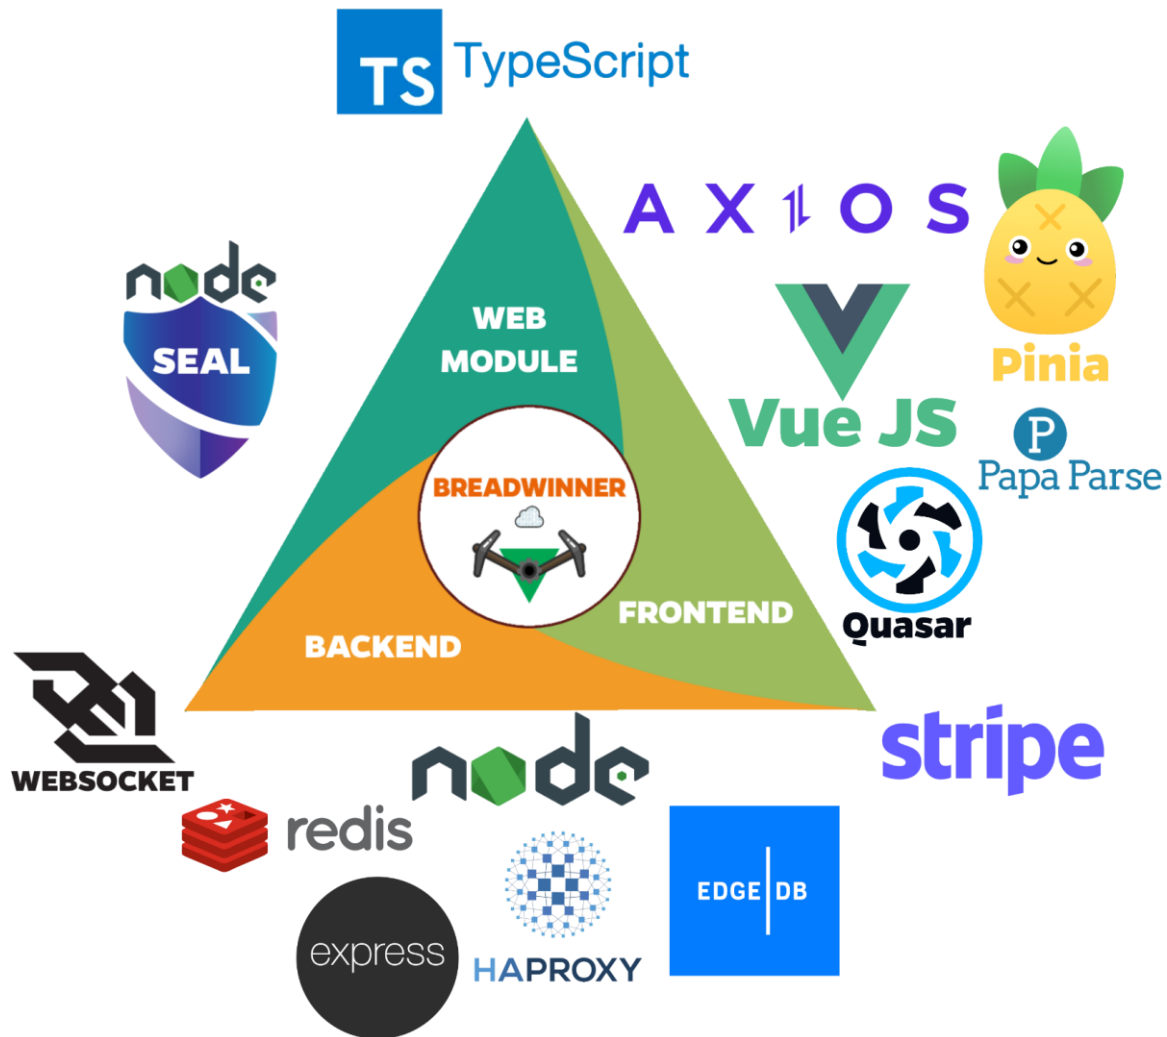 TS TypeScript
AXIOS
node
SEAL
WEB
MODULE
Pinia
Vue JS
P
Papa Parse
BREADWINNER
FRONTEND
Quasar
BACKEND
WEBSOCKET
node
stripe
redis
EDGE DB
express
HAPROXY